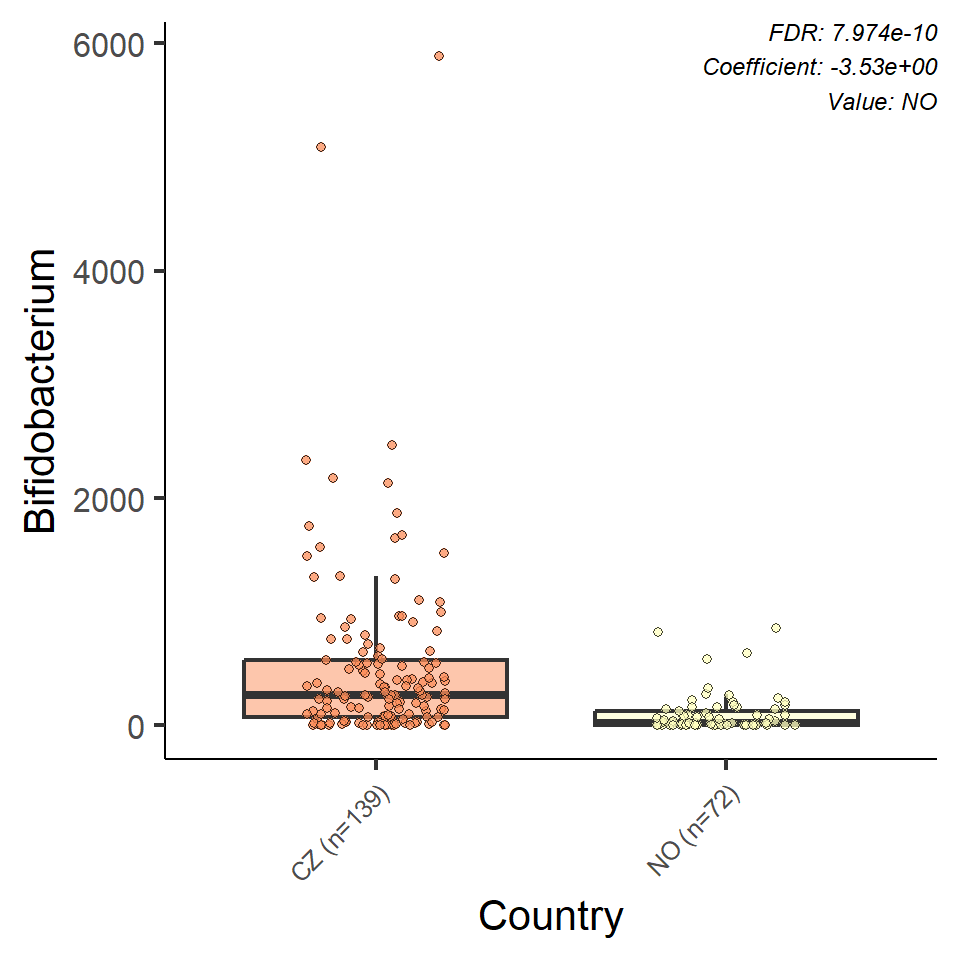 FDR: 7.974e-10
Coefficient: -3.53e+00
Value: NO
6000
4000
2000
0
Bifidobacterium
CZ (n=139)
NO (n=72)
Country